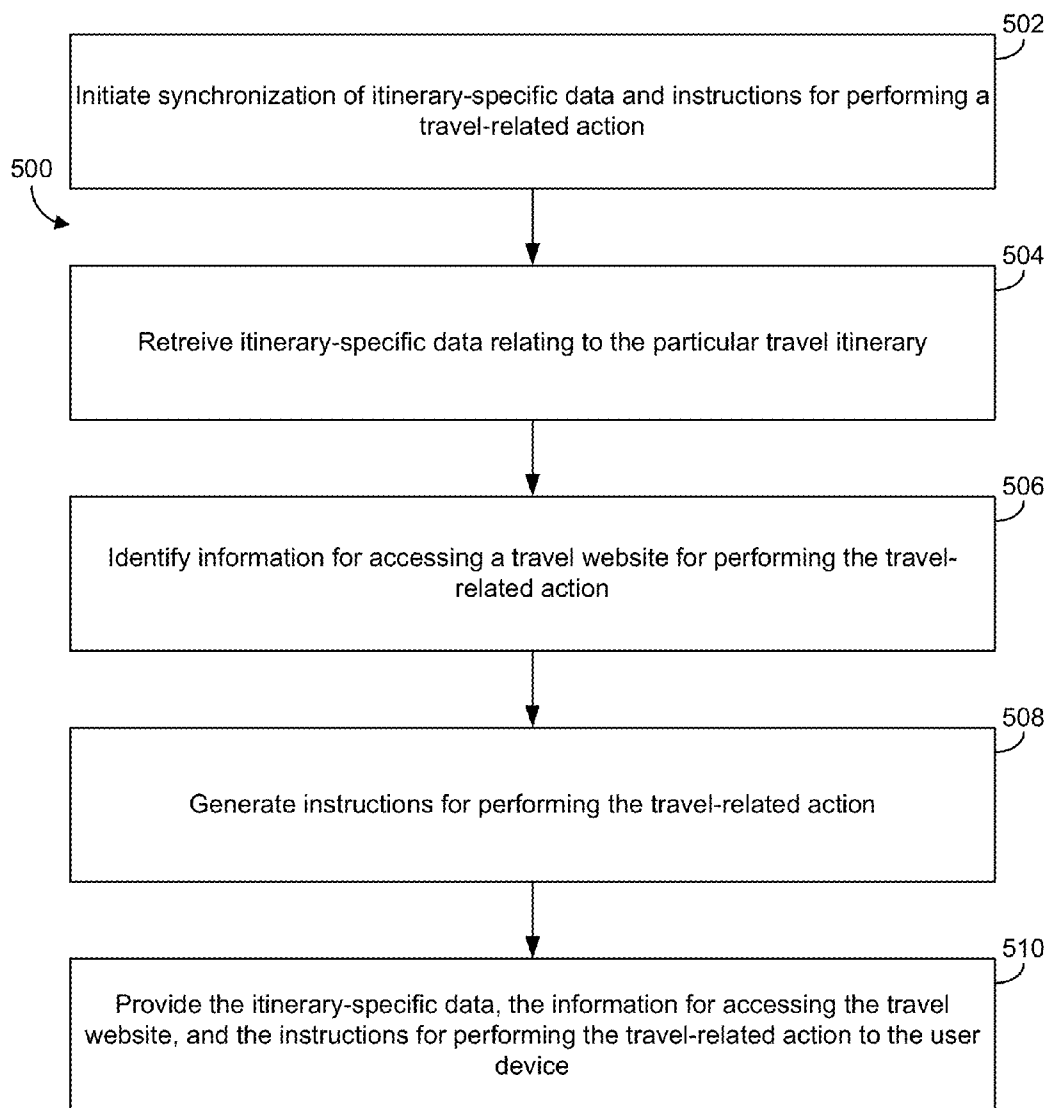 502
Initiate synchronization of itinerary-specific data and instructions for performing a
travel-related action
500
504
Retreive itinerary-specific data relating to the particular travel itinerary
506
Identify information for accessing a travel website for performing the travel-
related action
508
Generate instructions for performing the travel-related action
510
Provide the itinerary-specific data, the information for accessing the travel
website, and the instructions for performing the travel-related action to the user
device